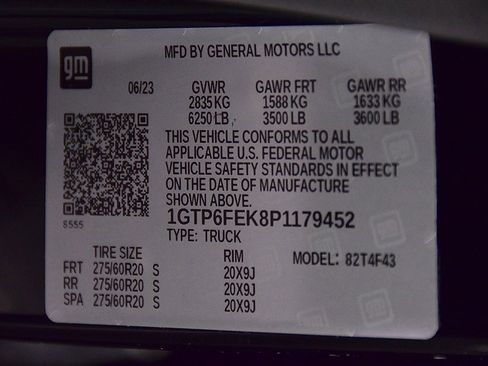 gm
MFD BY GENERAL MOTORS LLC
06/23 GVWR GAWR FRT GAWR RR
2835 KG 1588 KG 1633 KG
6250 LB 3500 LB 3600 LB
THIS VEHICLE CONFORMS TO ALL
APPLICABLE U.S. FEDERAL MOTOR
VEHICLE SAFETY STANDARDS IN EFFECT
ON THE DATE OF MANUFACTURE
SHOWN ABOVE.
8555
1GTP6FEK8P1179452
TYPE: TRUCK
TIRE SIZE RIM MODEL: 82T4F43
FRT 275/60R20 S 20X9J
RR 275/60R20 S 20X9J
SPA 275/60R20 S 20X9J